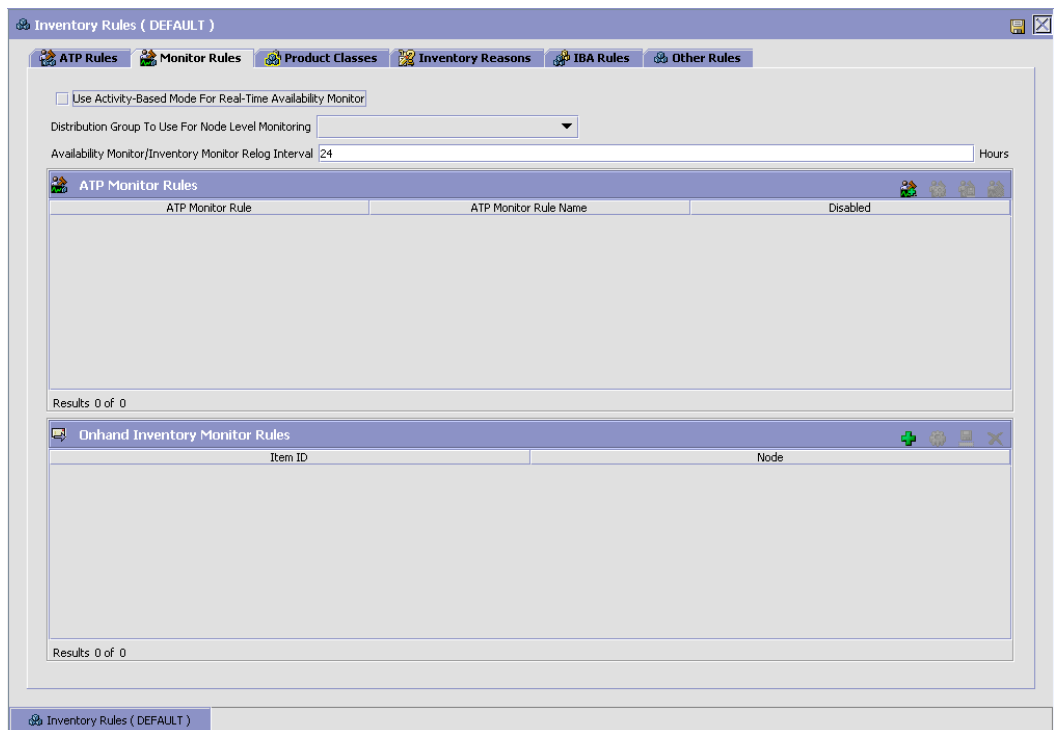 Inventory Rules ( DEFAULT )
ATP Rules Monitor Rules Product Classes Inventory Reasons IBA Rules Other Rules
Use Activity-Based Mode For Real-Time Availability Monitor
Distribution Group To Use For Node Level Monitoring
Availability Monitor/Inventory Monitor Relog Interval 24 Hours
ATP Monitor Rules
ATP Monitor Rule ATP Monitor Rule Name Disabled
Results 0 of 0
Onhand Inventory Monitor Rules
Item ID Node
Results 0 of 0
Inventory Rules ( DEFAULT )